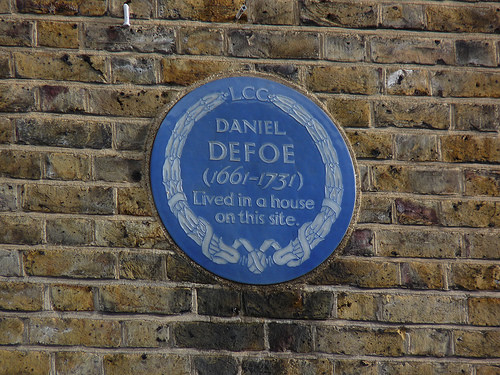 LCC
DANIEL
DEFOE
(1661-1731)
Lived in a house
on this site.